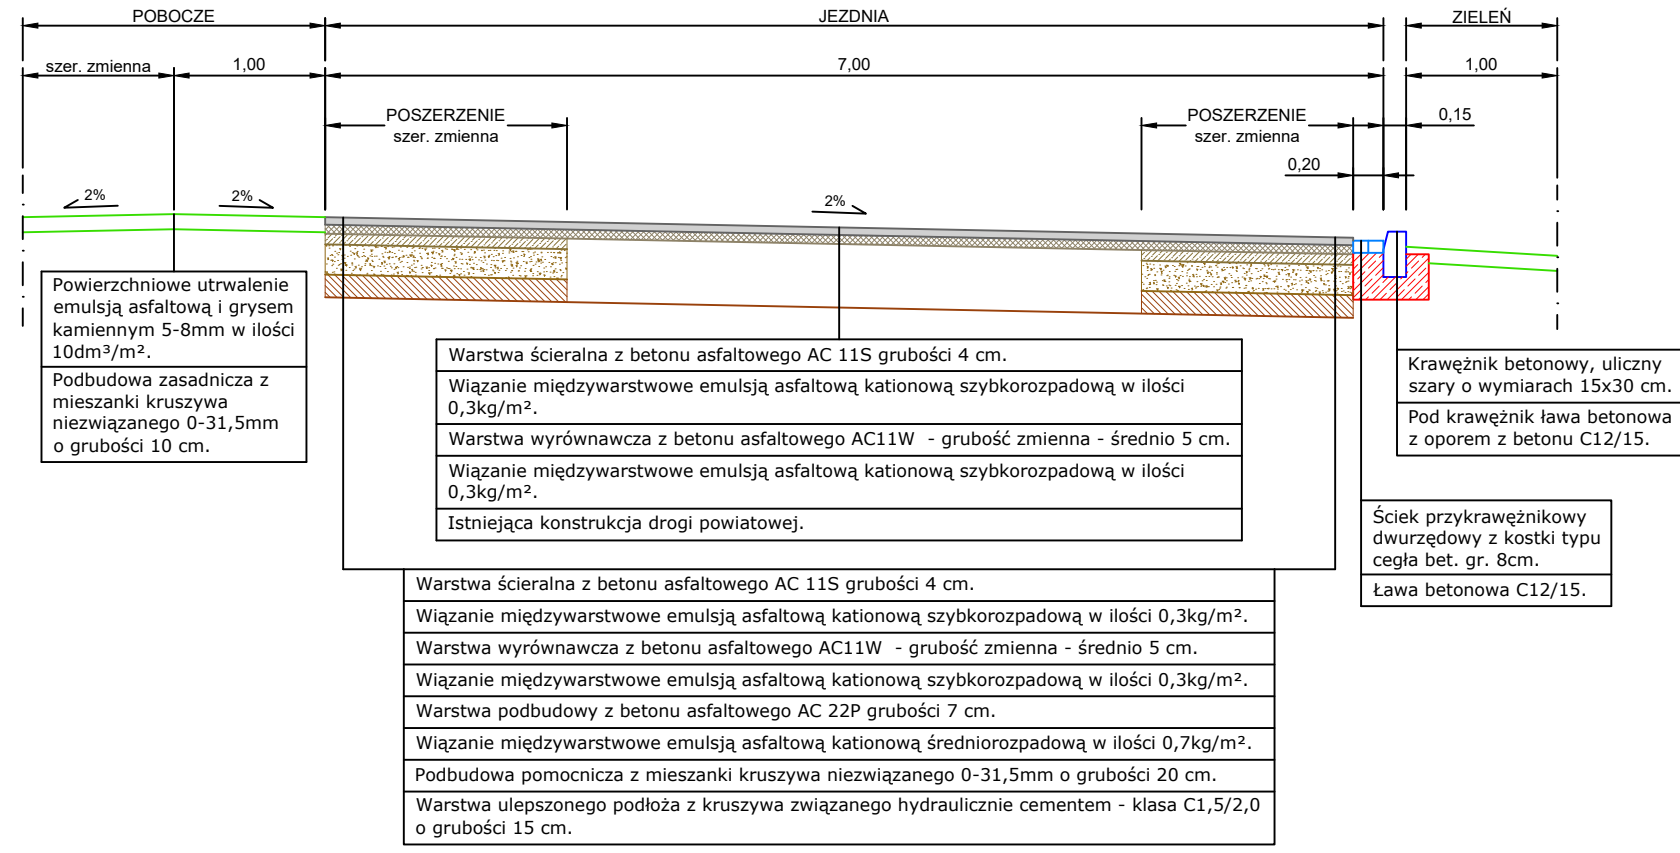 POBOCZE
JEZDNIA
ZIELEŃ
szer. zmienna
1,00
7,00
1,00
POSZERZENIE
szer. zmienna
POSZERZENIE
szer. zmienna
0,15
0,20
2%
2%
2%
Powierzchniowe utrwalenie
emulsją asfaltową i grysem
kamiennym 5-8mm w ilości
10dm³/m².
Podbudowa zasadnicza z
mieszanki kruszywa
niezwiązanego 0-31,5mm
o grubości 10 cm.
Warstwa ścieralna z betonu asfaltowego AC 11S grubości 4 cm.
Wiązanie międzywarstwowe emulsją asfaltową kationową szybkorozpadową w ilości
0,3kg/m².
Warstwa wyrównawcza z betonu asfaltowego AC11W - grubość zmienna - średnio 5 cm.
Wiązanie międzywarstwowe emulsją asfaltową kationową szybkorozpadową w ilości
0,3kg/m².
Istniejąca konstrukcja drogi powiatowej.
Krawężnik betonowy, uliczny
szary o wymiarach 15x30 cm.
Pod krawężnik ława betonowa
z oporem z betonu C12/15.
Ściek przykrawężnikowy
dwurzędowy z kostki typu
cegła bet. gr. 8cm.
Ława betonowa C12/15.
Warstwa ścieralna z betonu asfaltowego AC 11S grubości 4 cm.
Wiązanie międzywarstwowe emulsją asfaltową kationową szybkorozpadową w ilości 0,3kg/m².
Warstwa wyrównawcza z betonu asfaltowego AC11W - grubość zmienna - średnio 5 cm.
Wiązanie międzywarstwowe emulsją asfaltową kationową szybkorozpadową w ilości 0,3kg/m².
Warstwa podbudowy z betonu asfaltowego AC 22P grubości 7 cm.
Wiązanie międzywarstwowe emulsją asfaltową kationową średniorozpadową w ilości 0,7kg/m².
Podbudowa pomocnicza z mieszanki kruszywa niezwiązanego 0-31,5mm o grubości 20 cm.
Warstwa ulepszonego podłoża z kruszywa związanego hydraulicznie cementem - klasa C1,5/2,0
o grubości 15 cm.